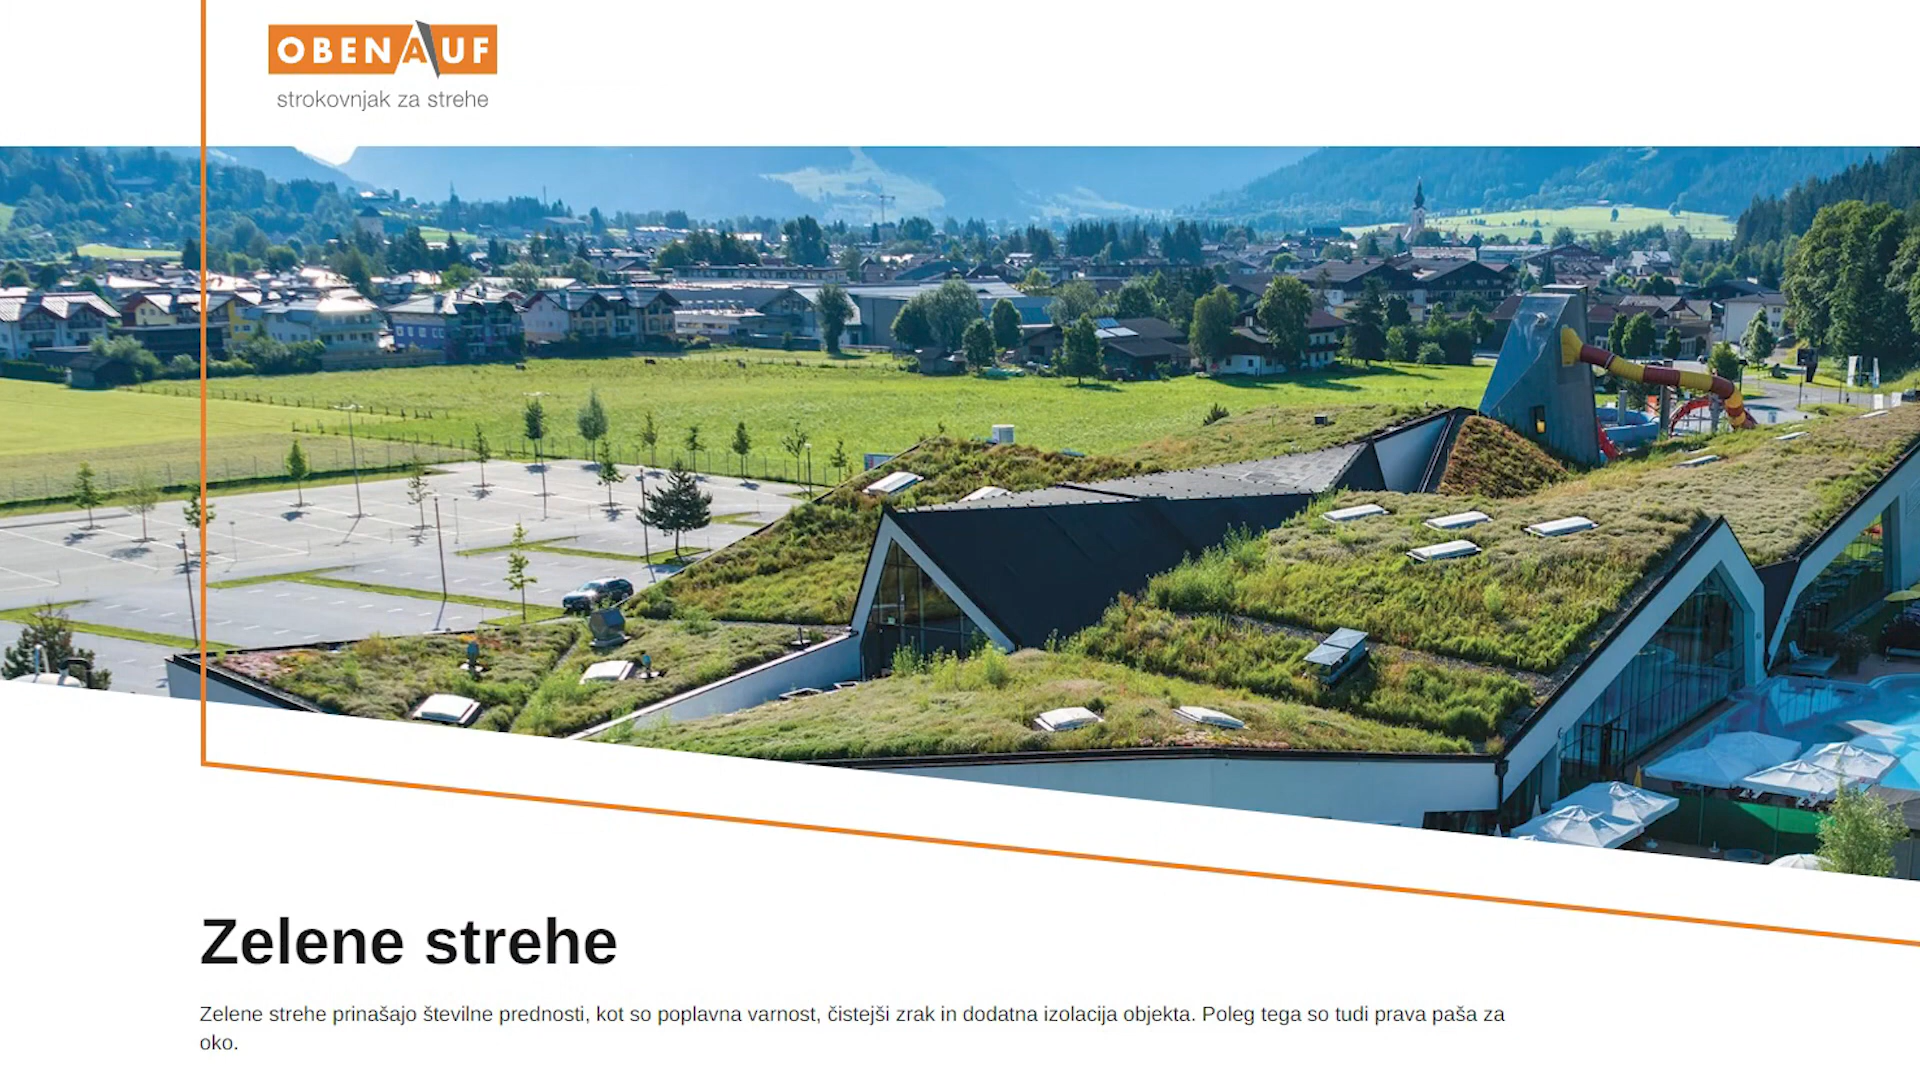 OBENAUF
strokovnjak za strehe
Zelene strehe
Zelene strehe prinašajo številne prednosti, kot so poplavna varnost, čistejši zrak in dodatna izolacija objekta. Poleg tega so tudi prava paša za
oko.